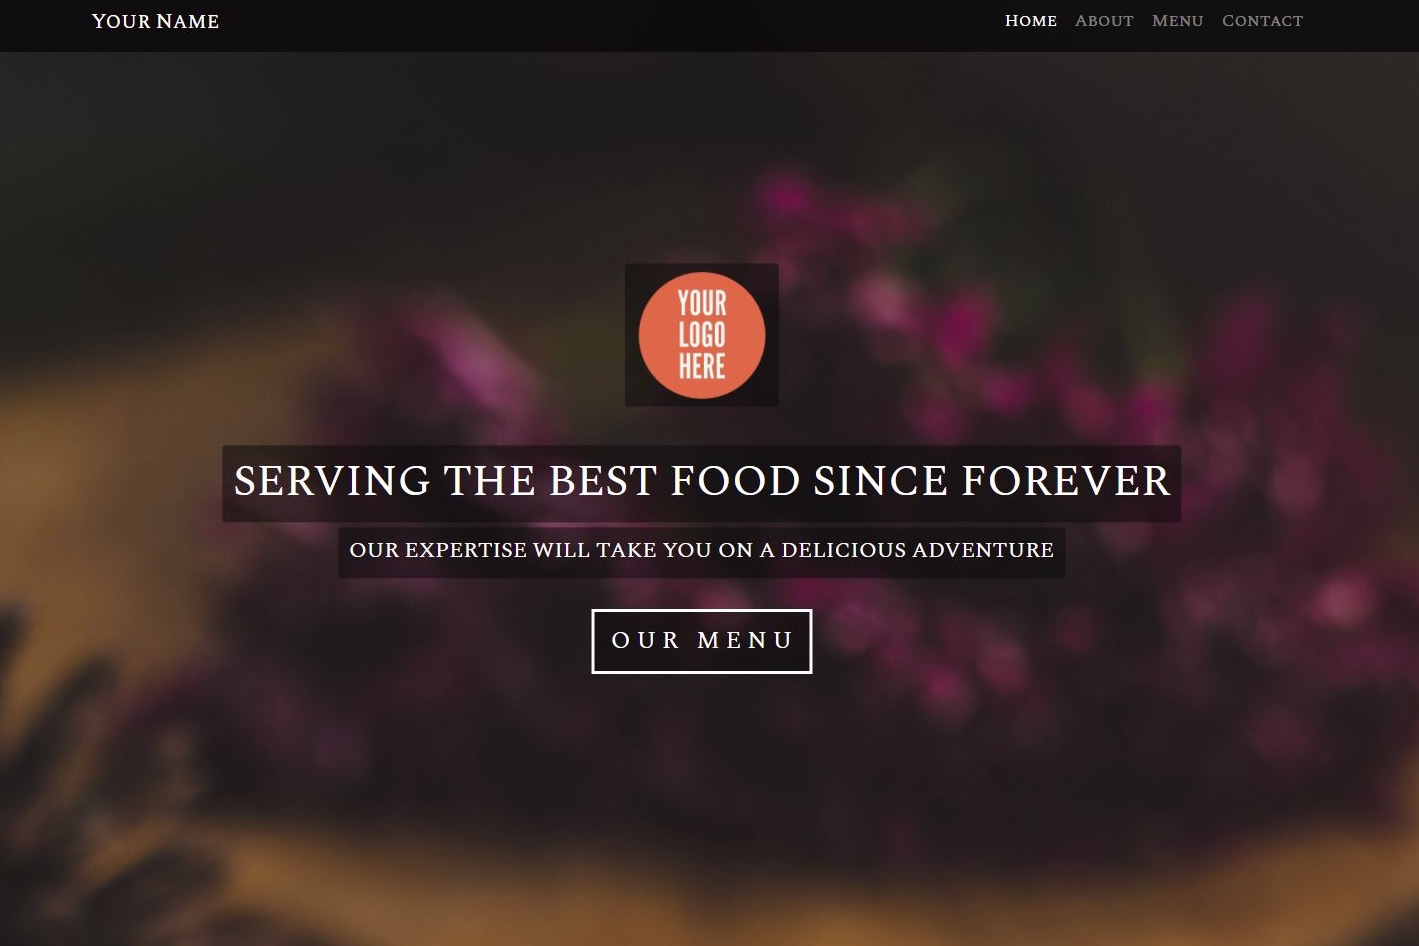 Your Name
Home About Menu Contact
YOUR
LOGO
HERE
SERVING THE BEST FOOD SINCE FOREVER
OUR EXPERTISE WILL TAKE YOU ON A DELICIOUS ADVENTURE
OUR MENU